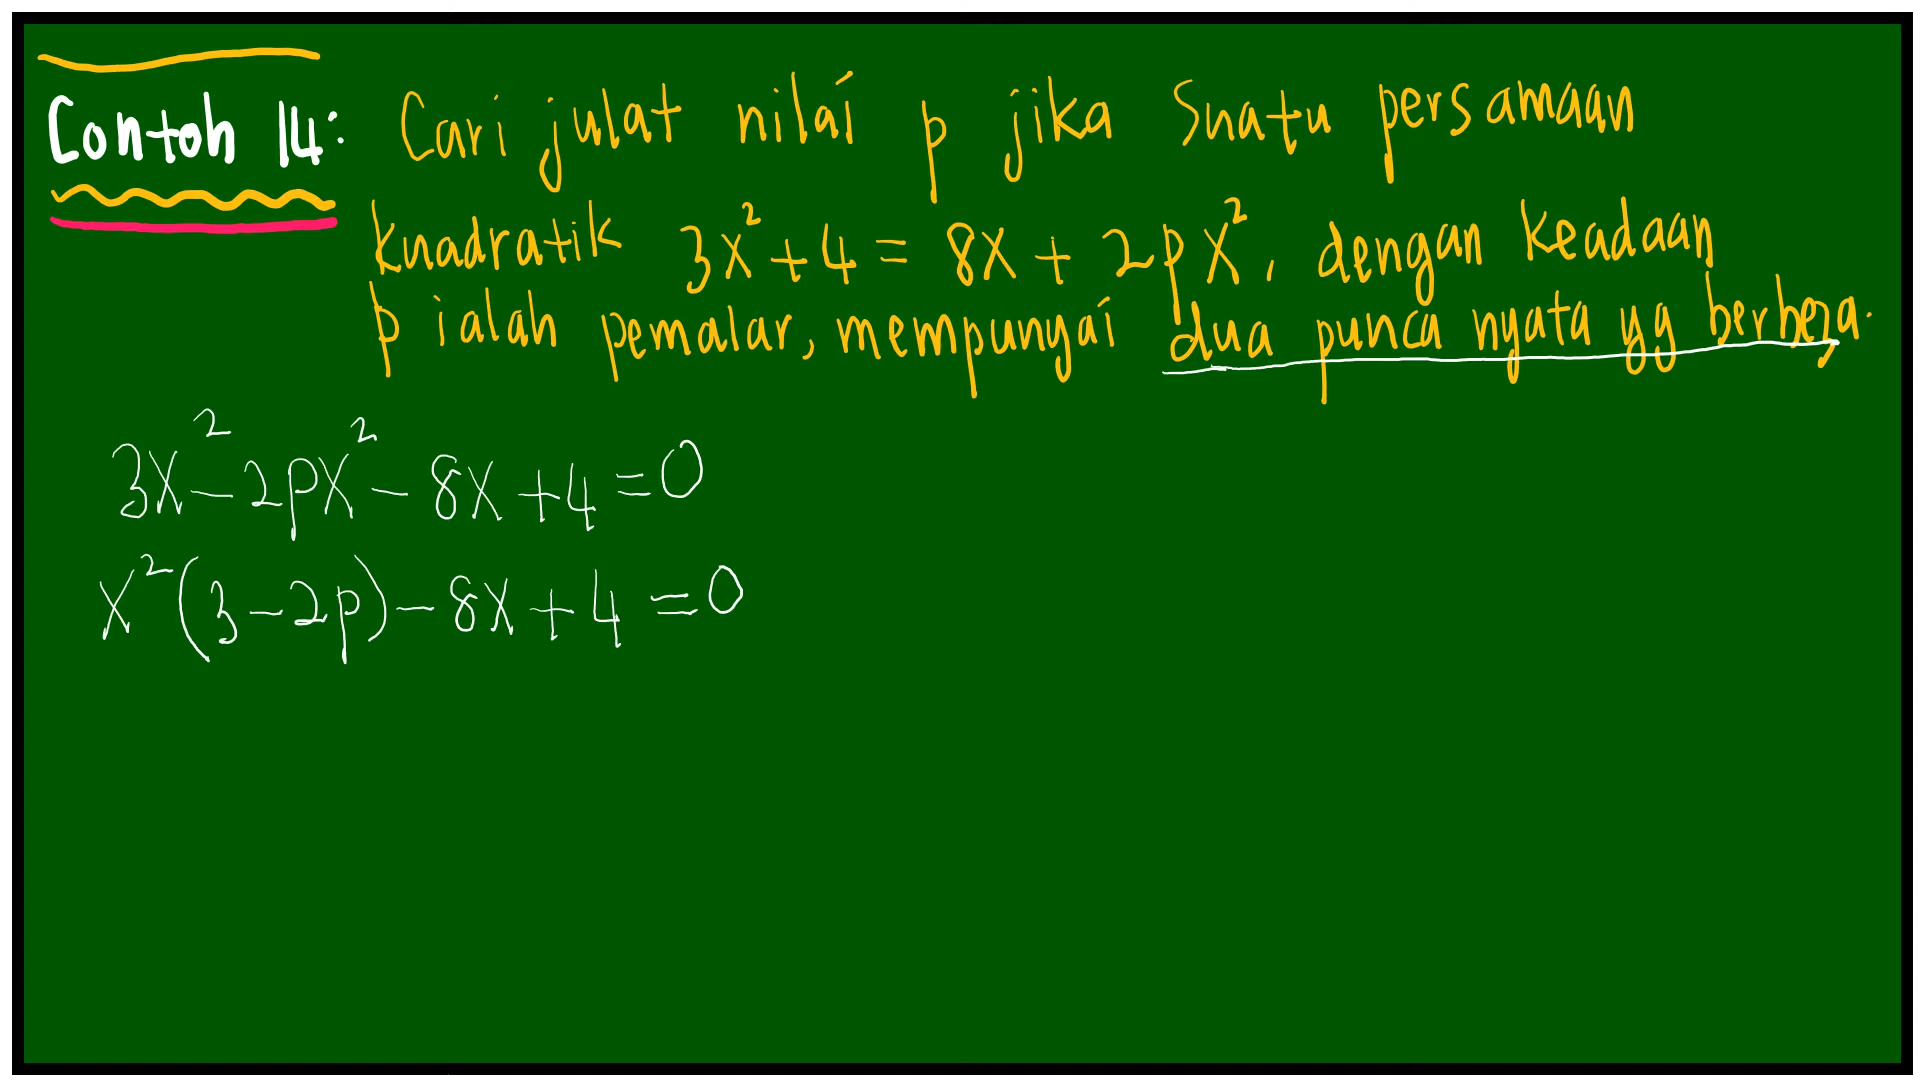 Contoh 14: Cari julat nilai p jika suatu persamaan
kuadratik 3x² + 4 = 8x + 2px², dengan keadaan
p ialah pemalar, mempunyai dua punca nyata yg berbeza.
3x² - 2px² - 8x + 4 = 0
x² (3 - 2p) - 8x + 4 = 0